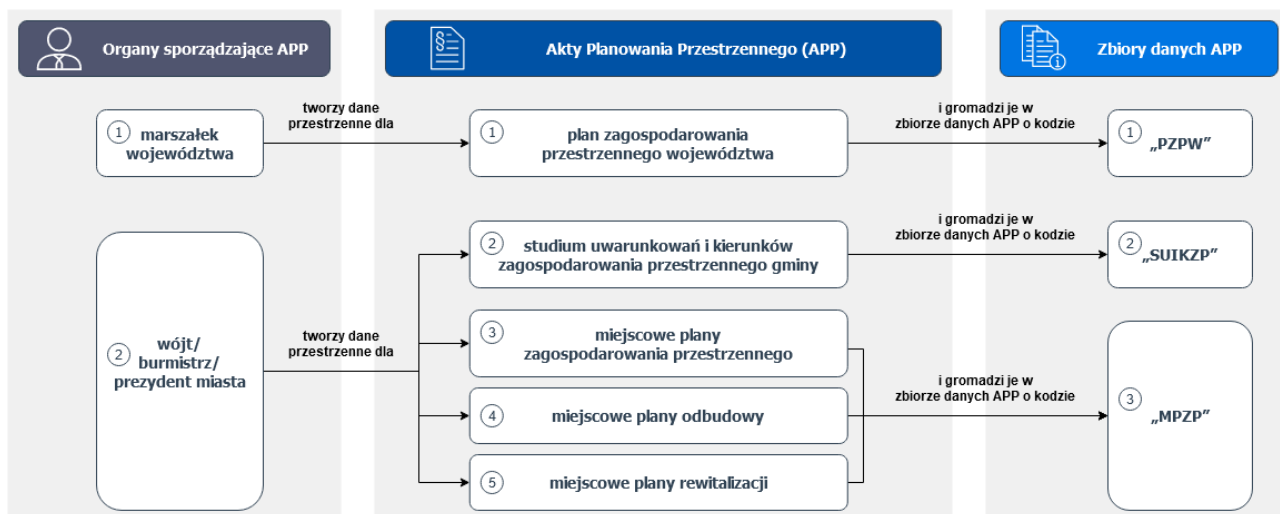 Organy sporządzające APP
Akty Planowania Przestrzennego (APP)
Zbiory danych APP
1 marszałek
województwa
tworzy dane
przestrzenne dla
1 plan zagospodarowania
przestrzennego województwa
i gromadzi je w
zbiorze danych APP o kodzie
1 „PZPW”
2 wójt/
burmistrz/
prezydent miasta
tworzy dane
przestrzenne dla
2 studium uwarunkowań i kierunków
zagospodarowania przestrzennego gminy
i gromadzi je w
zbiorze danych APP o kodzie
2 „SUIKZP”
3 miejscowe plany
zagospodarowania przestrzennego
4 miejscowe plany odbudowy
5 miejscowe plany rewitalizacji
i gromadzi je w
zbiorze danych APP o kodzie
3 „MPZP”